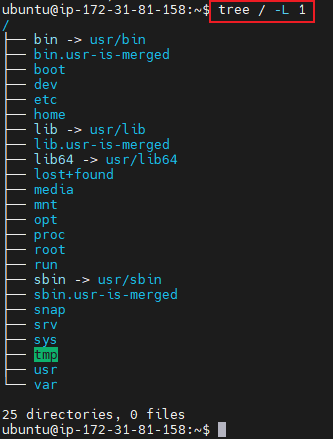 ubuntu@ip-172-31-81-158:~$ tree / -L 1
/
├── bin -> usr/bin
├── bin.usr-is-merged
├── boot
├── dev
├── etc
├── home
├── lib -> usr/lib
├── lib.usr-is-merged
├── lib64 -> usr/lib64
├── lost+found
├── media
├── mnt
├── opt
├── proc
├── root
├── run
├── sbin -> usr/sbin
├── sbin.usr-is-merged
├── snap
├── srv
├── sys
├── tmp
├── usr
└── var
25 directories, 0 files
ubuntu@ip-172-31-81-158:~$